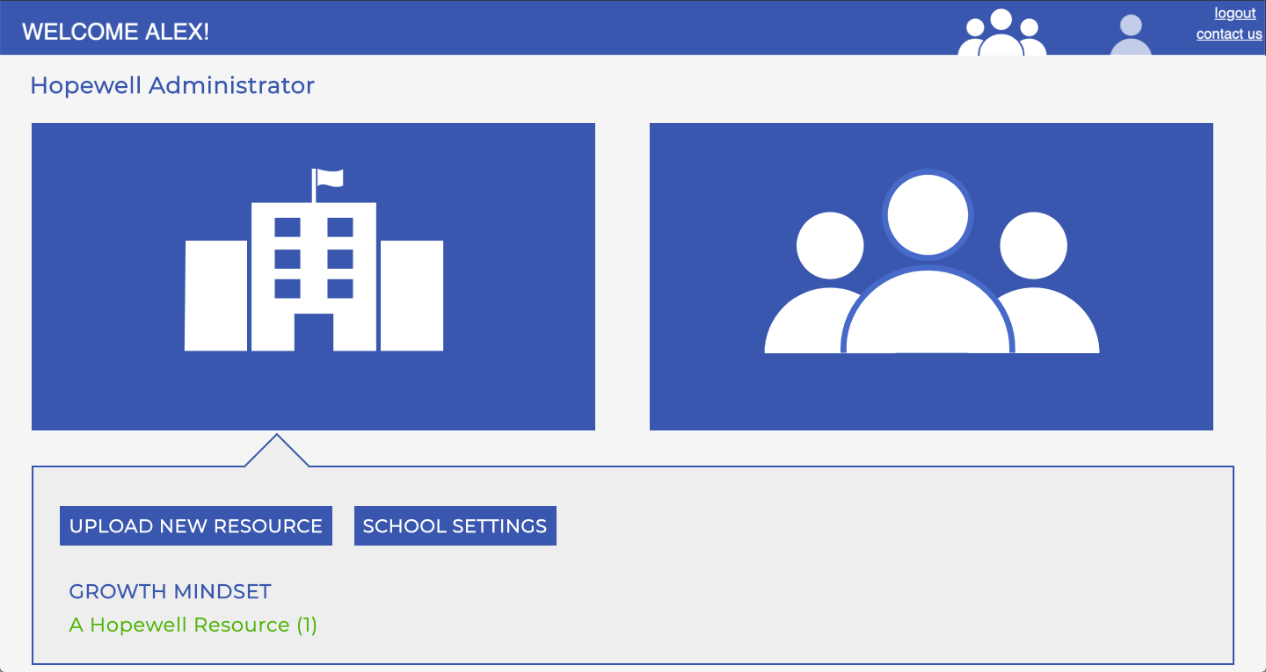 WELCOME ALEX!
logout
contact us
Hopewell Administrator
UPLOAD NEW RESOURCE
SCHOOL SETTINGS
GROWTH MINDSET
A Hopewell Resource (1)